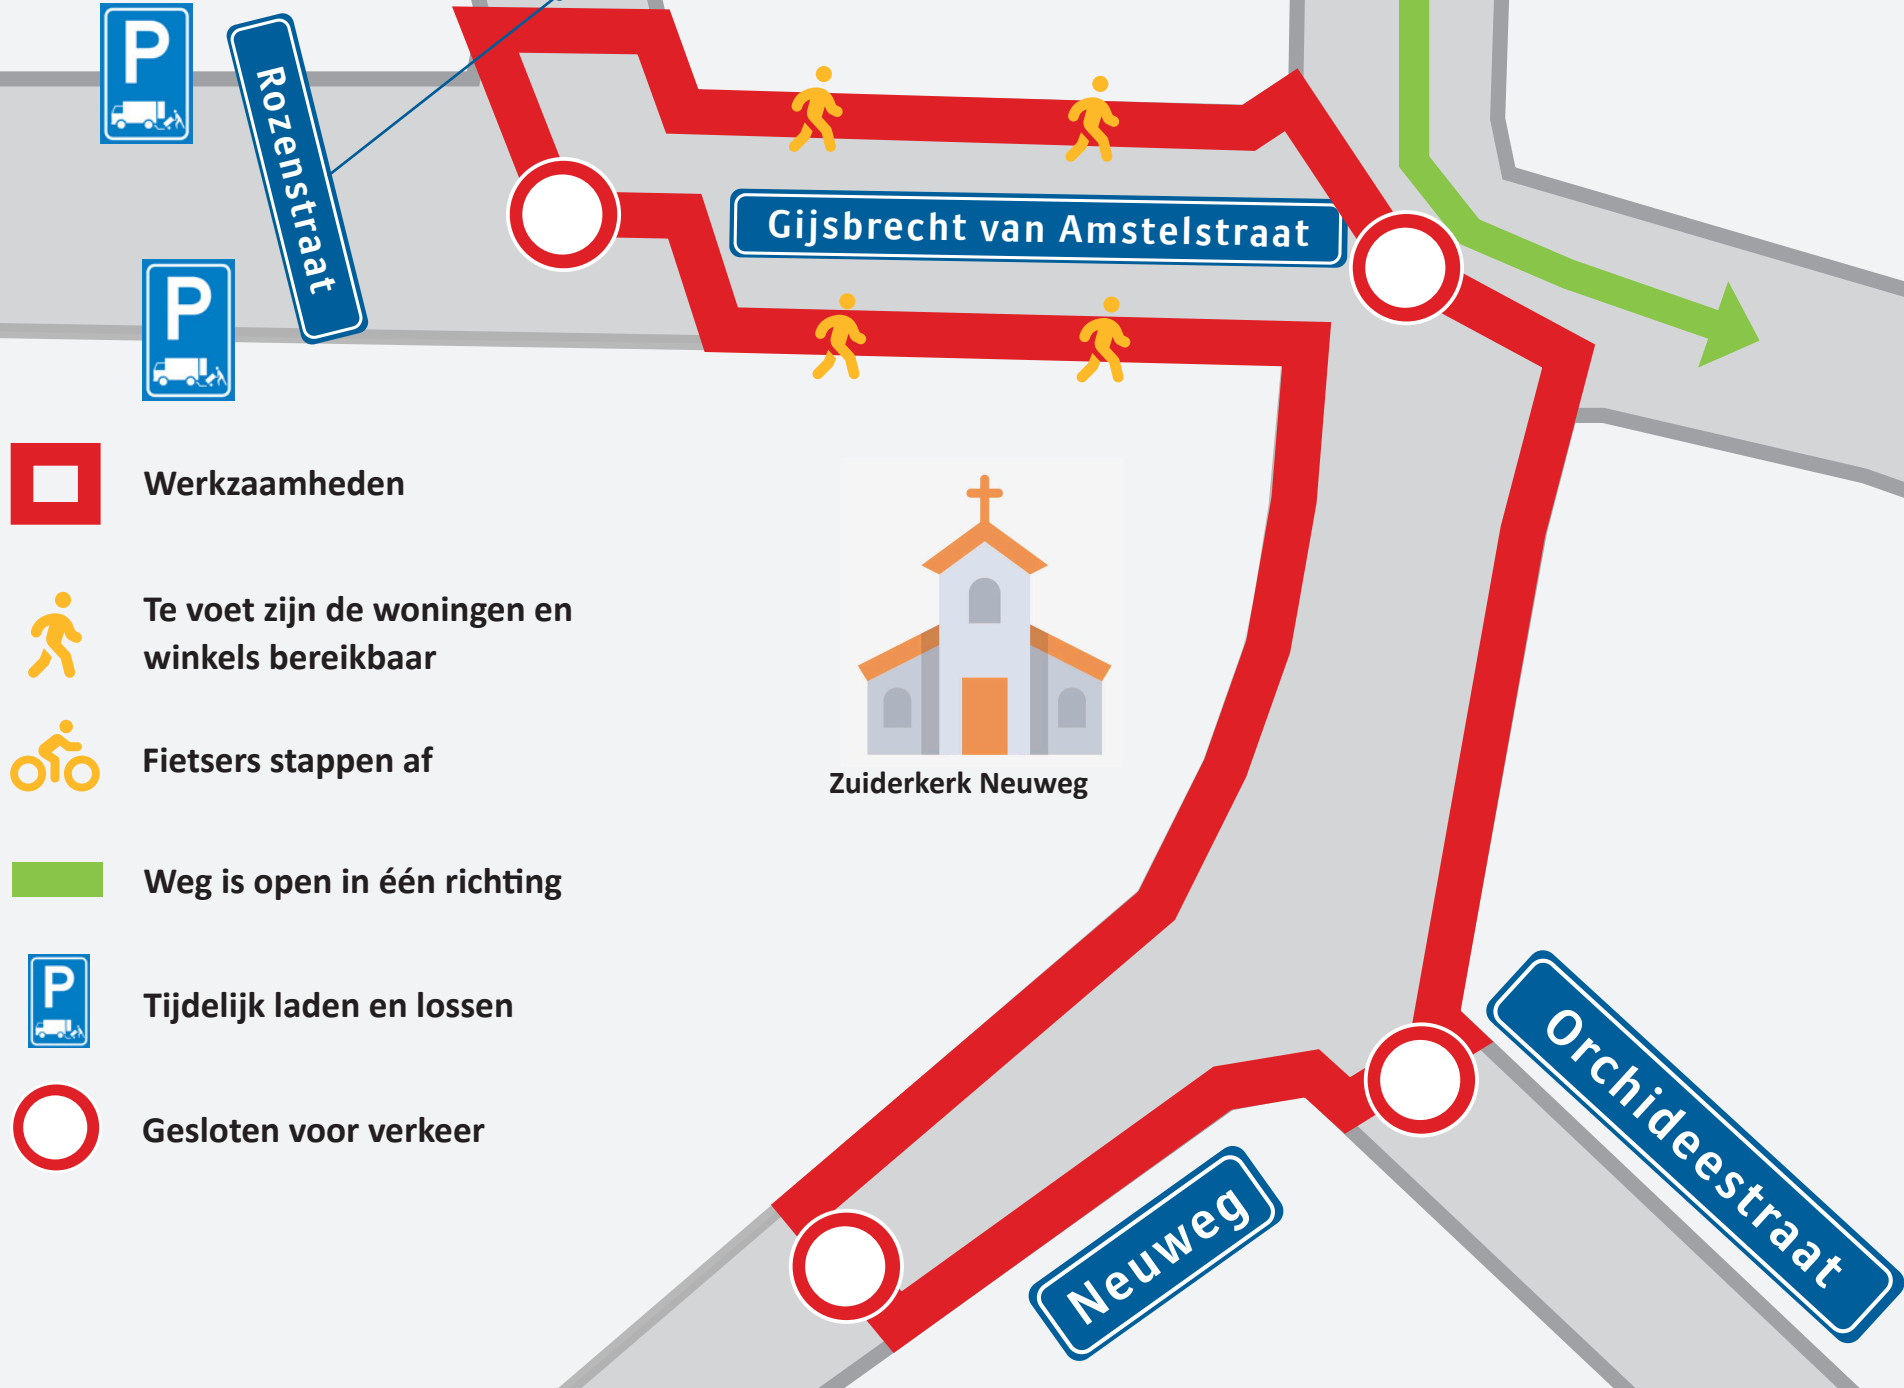 P
Rozenstraat
Gijsbrecht van Amstelstraat
P
Werkzaamheden
Te voet zijn de woningen en
winkels bereikbaar
Fietsers stappen af
Zuiderkerk Neuweg
Weg is open in één richting
P
Tijdelijk laden en lossen
Gesloten voor verkeer
Orchideestraat
Neuweg